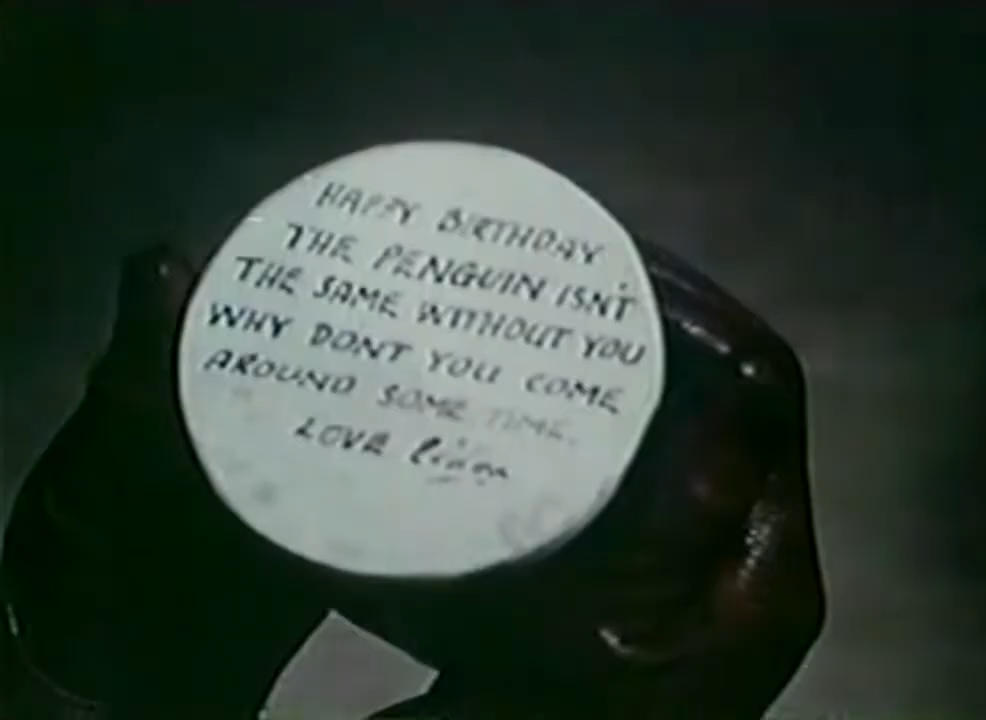 HAPPY BIRTHDAY
THE PENGUIN ISN'T
THE SAME WITHOUT YOU
WHY DONT YOU COME
AROUND SOME TIME.
LOVE